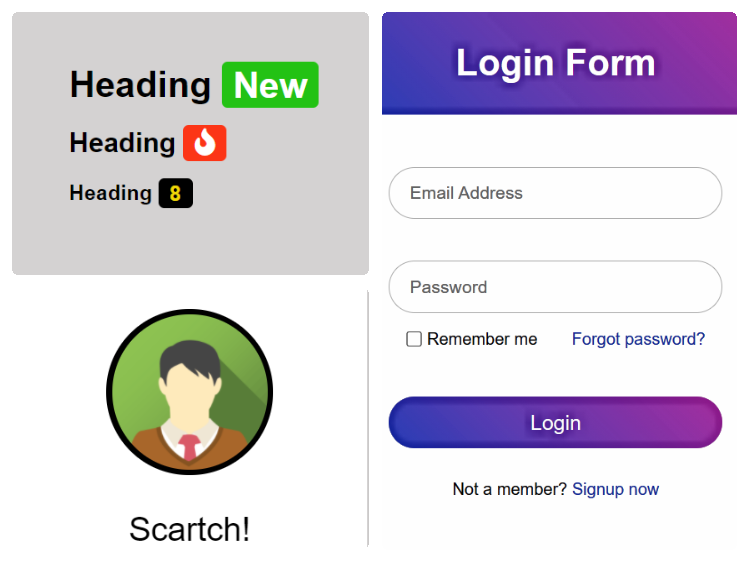 Heading New
Heading
Heading 8
Scartch!
Login Form
Email Address
Password
Remember me Forgot password?
Login
Not a member? Signup now